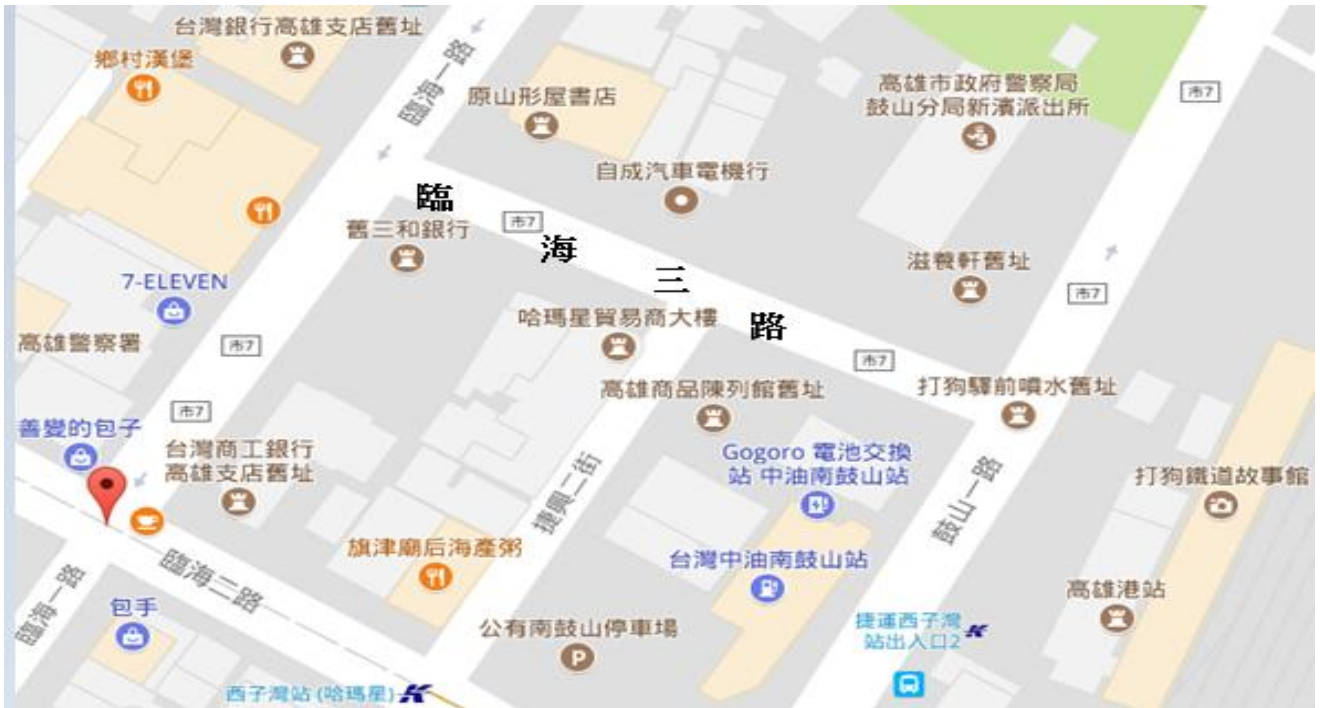 台灣銀行高雄支店舊址
鄉村漢堡
臨海一路
原山形屋書店
高雄市政府警察局
鼓山分局新濱派出所
市7
自成汽車電機行
臨海三路
市7
舊三和銀行
滋養軒舊址
7-ELEVEN
市7
哈瑪星貿易商大樓
高雄警察署
市7
市7
高雄商品陳列館舊址
打狗驛前噴水舊址
市7
善變的包子
台灣商工銀行
高雄支店舊址
Gogoro 電池交換
站 中油南鼓山站
捷興二街
鼓山一路
打狗鐵道故事館
旗津廟后海產粥
台灣中油南鼓山站
臨海二路
臨海一路
包手
高雄港站
公有南鼓山停車場
P
捷運西子灣
站出入口2
西子灣站 (哈瑪星)